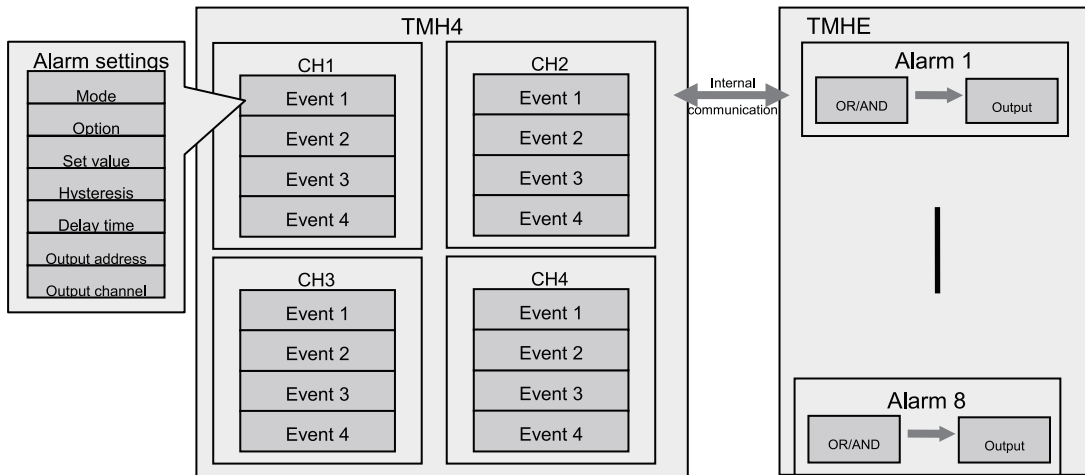 Alarm settings
Mode
Option
Set value
Hysteresis
Delay time
Output address
Output channel
TMH4
CH1
Event 1
Event 2
Event 3
Event 4
CH2
Event 1
Event 2
Event 3
Event 4
CH3
Event 1
Event 2
Event 3
Event 4
CH4
Event 1
Event 2
Event 3
Event 4
Internal
communication
TMHE
Alarm 1
OR/AND
Output
Alarm 8
OR/AND
Output